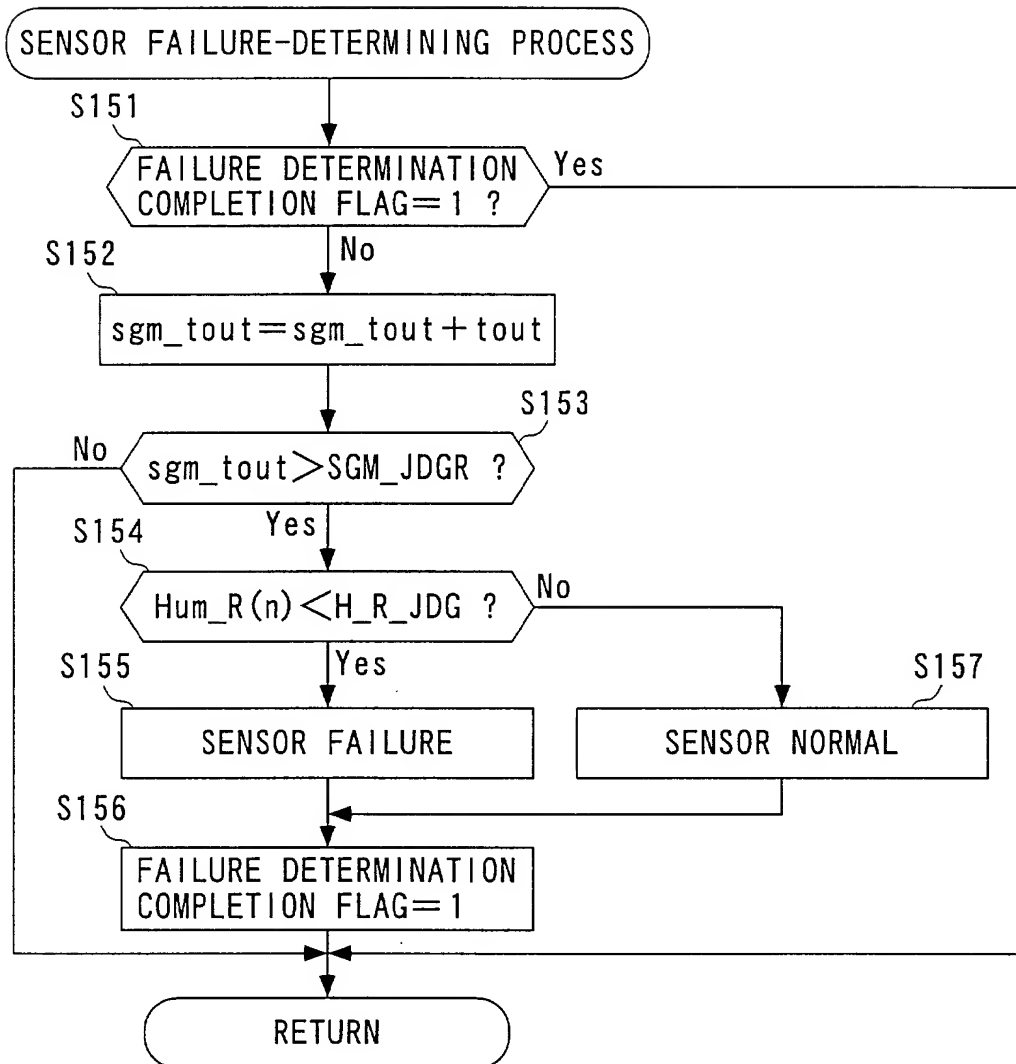 SENSOR FAILURE-DETERMINING PROCESS
S151
FAILURE DETERMINATION
COMPLETION FLAG=1 ?
Yes
No
S152
sgm_tout=sgm_tout+tout
S153
No
sgm_tout>SGM_JDGR ?
Yes
S154
Hum_R(n)<H_R_JDG ?
No
Yes
S155
SENSOR FAILURE
S157
SENSOR NORMAL
S156
FAILURE DETERMINATION
COMPLETION FLAG=1
RETURN